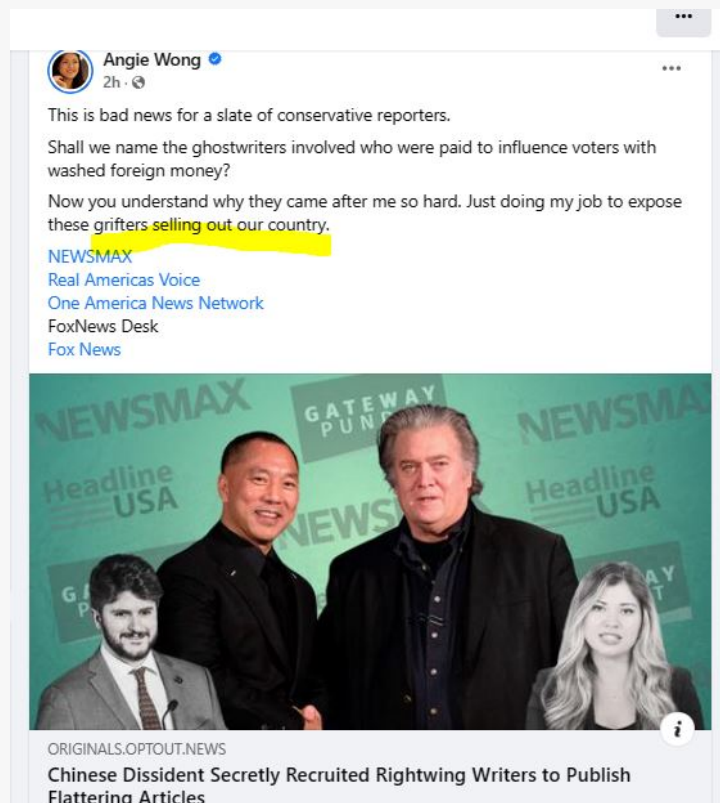 Angie Wong
2h
This is bad news for a slate of conservative reporters.
Shall we name the ghostwriters involved who were paid to influence voters with
washed foreign money?
Now you understand why they came after me so hard. Just doing my job to expose
these grifters selling out our country.
NEWSMAX
Real Americas Voice
One America News Network
FoxNews Desk
Fox News
NEWSMAX
GATEWAY
NEWSMA
Headline
USA
Headline
USA
NEWS
ORIGINALS.OPTOUT.NEWS
Chinese Dissident Secretly Recruited Rightwing Writers to Publish
Flattering Articles